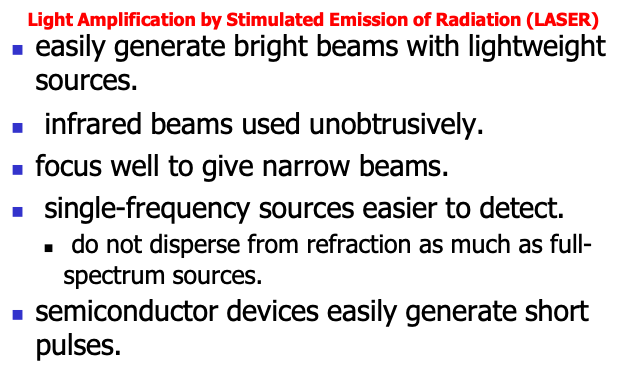 Light Amplification by Stimulated Emission of Radiation (LASER)
easily generate bright beams with lightweight
sources.
infrared beams used unobtrusively.
focus well to give narrow beams.
single-frequency sources easier to detect.
do not disperse from refraction as much as full-
spectrum sources.
semiconductor devices easily generate short
pulses.